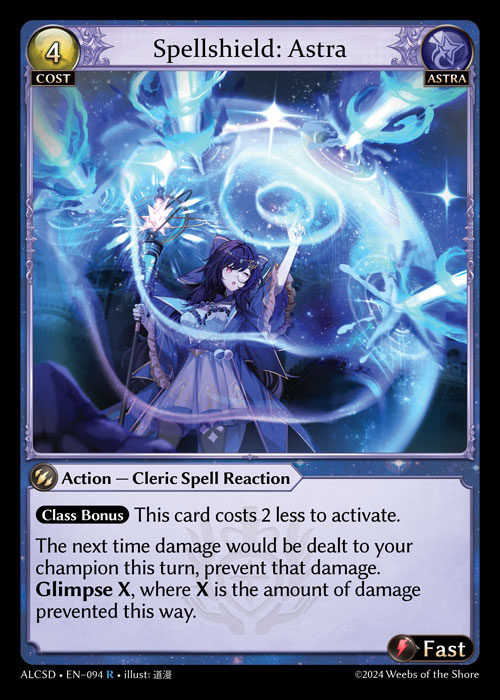 4
Spellshield: Astra
COST
ASTRA
Action — Cleric Spell Reaction
Class Bonus This card costs 2 less to activate.
The next time damage would be dealt to your
champion this turn, prevent that damage.
Glimpse X, where X is the amount of damage
prevented this way.
Fast
ALCSD • EN–094 R • illust: 道漫
©2024 Weebs of the Shore